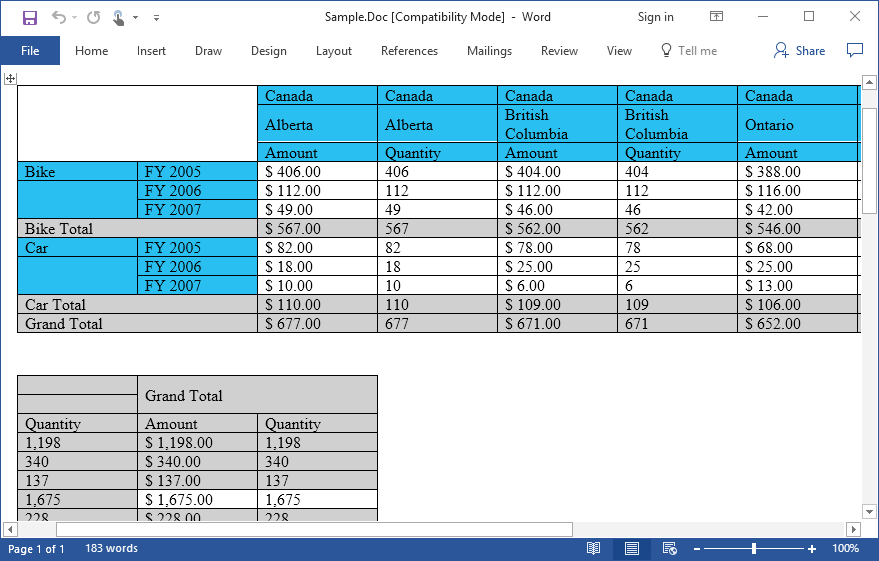 Sample.Doc [Compatibility Mode] - Word Sign in
File Home Insert Draw Design Layout References Mailings Review View Tell me Share
Canada Canada Canada Canada Canada
Alberta Alberta British Columbia British Columbia Ontario
Amount Quantity Amount Quantity Amount
Bike FY 2005 $ 406.00 406 $ 404.00 404 $ 388.00
FY 2006 $ 112.00 112 $ 112.00 112 $ 116.00
FY 2007 $ 49.00 49 $ 46.00 46 $ 42.00
Bike Total $ 567.00 567 $ 562.00 562 $ 546.00
Car FY 2005 $ 82.00 82 $ 78.00 78 $ 68.00
FY 2006 $ 18.00 18 $ 25.00 25 $ 25.00
FY 2007 $ 10.00 10 $ 6.00 6 $ 13.00
Car Total $ 110.00 110 $ 109.00 109 $ 106.00
Grand Total $ 677.00 677 $ 671.00 671 $ 652.00
Grand Total
Quantity Amount Quantity
1,198 $ 1,198.00 1,198
340 $ 340.00 340
137 $ 137.00 137
1,675 $ 1,675.00 1,675
228 $ 228.00 228
Page 1 of 1 183 words 100%